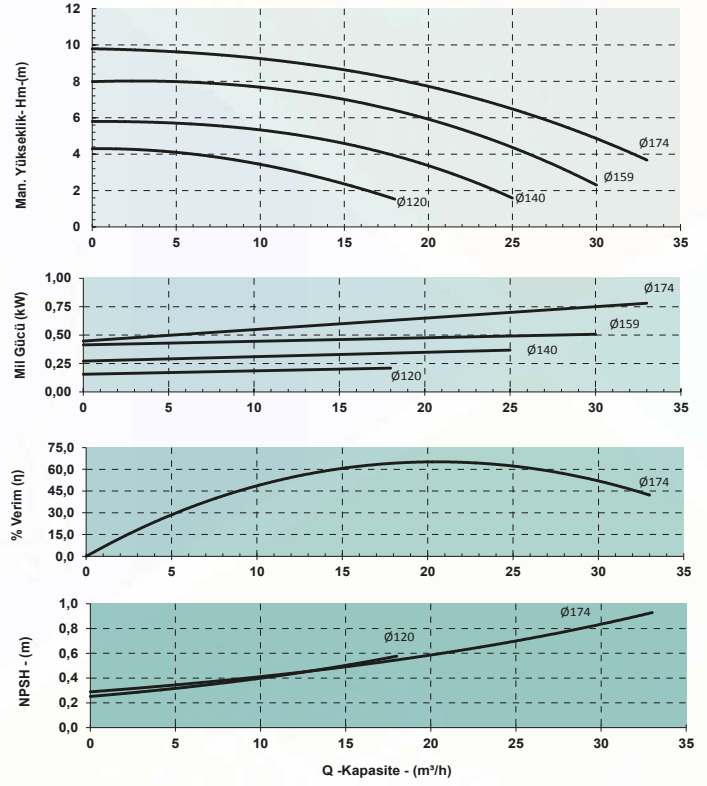 Man. Yükseklik- Hm-(m)
12
10
8
6
4
2
0
Ø174
Ø159
Ø140
Ø120
0 5 10 15 20 25 30 35
Mil Gücü (kW)
1,00
0,75
0,50
0,25
0,00
Ø174
Ø159
Ø140
Ø120
0 5 10 15 20 25 30 35
% Verim (η)
75,0
60,0
45,0
30,0
15,0
0,0
Ø174
0 5 10 15 20 25 30 35
NPSH - (m)
1,0
0,8
0,6
0,4
0,2
0,0
Ø120
Ø174
0 5 10 15 20 25 30 35
Q -Kapasite - (m³/h)